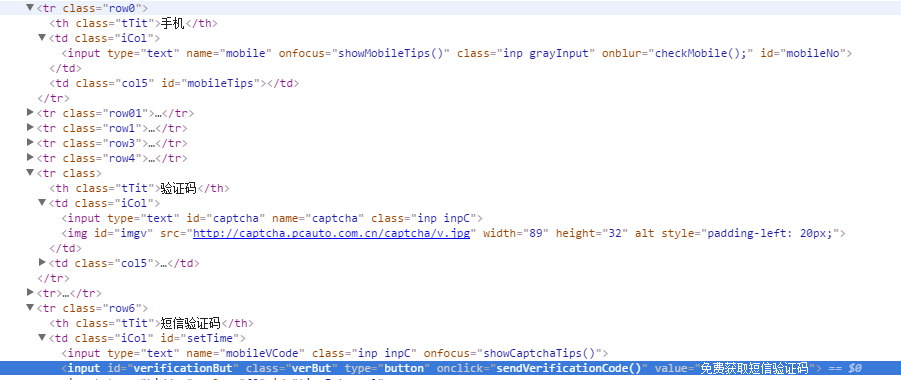 ▼<tr class="row0">
<th class="tTit">手机</th>
▼<td class="iCol">
<input type="text" name="mobile" onfocus="showMobileTips()" class="inp grayInput" onblur="checkMobile();" id="mobileNo">
</td>
<td class="col5" id="mobileTips"></td>
</tr>
▶<tr class="row01">…</tr>
▶<tr class="row1">…</tr>
▶<tr class="row3">…</tr>
▶<tr class="row4">…</tr>
▼<tr class>
<th class="tTit">验证码</th>
▼<td class="iCol">
<input type="text" id="captcha" name="captcha" class="inp inpC">
<img id="imgv" src="http://captcha.pcauto.com.cn/captcha/v.jpg" width="89" height="32" alt style="padding-left: 20px;">
</td>
▶<td class="col5">…</td>
</tr>
▶<tr>…</tr>
▼<tr class="row6">
<th class="tTit">短信验证码</th>
▼<td class="iCol" id="setTime">
<input type="text" name="mobileVCode" class="inp inpC" onfocus="showCaptchaTips()">
<input id="verificationBut" class="verBut" type="button" onclick="sendVerificationCode()" value="免费获取短信验证码"> == $0